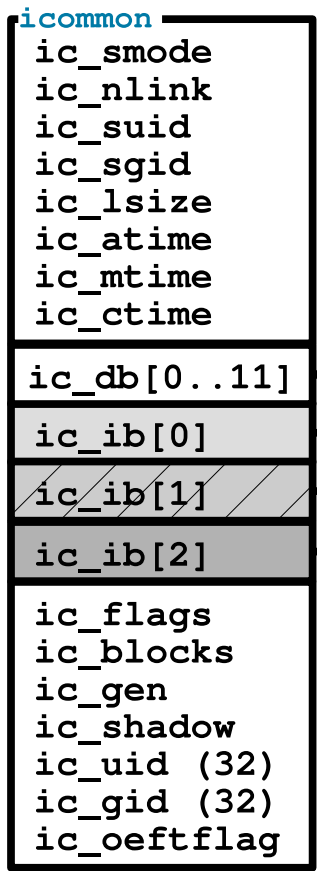 icommon
ic_smode
ic_nlink
ic_suid
ic_sgid
ic_lsize
ic_atime
ic_mtime
ic_ctime
ic_db[0..11]
ic_ib[0]
ic_ib[1]
ic_ib[2]
ic_flags
ic_blocks
ic_gen
ic_shadow
ic_uid (32)
ic_gid (32)
ic_oeftflag